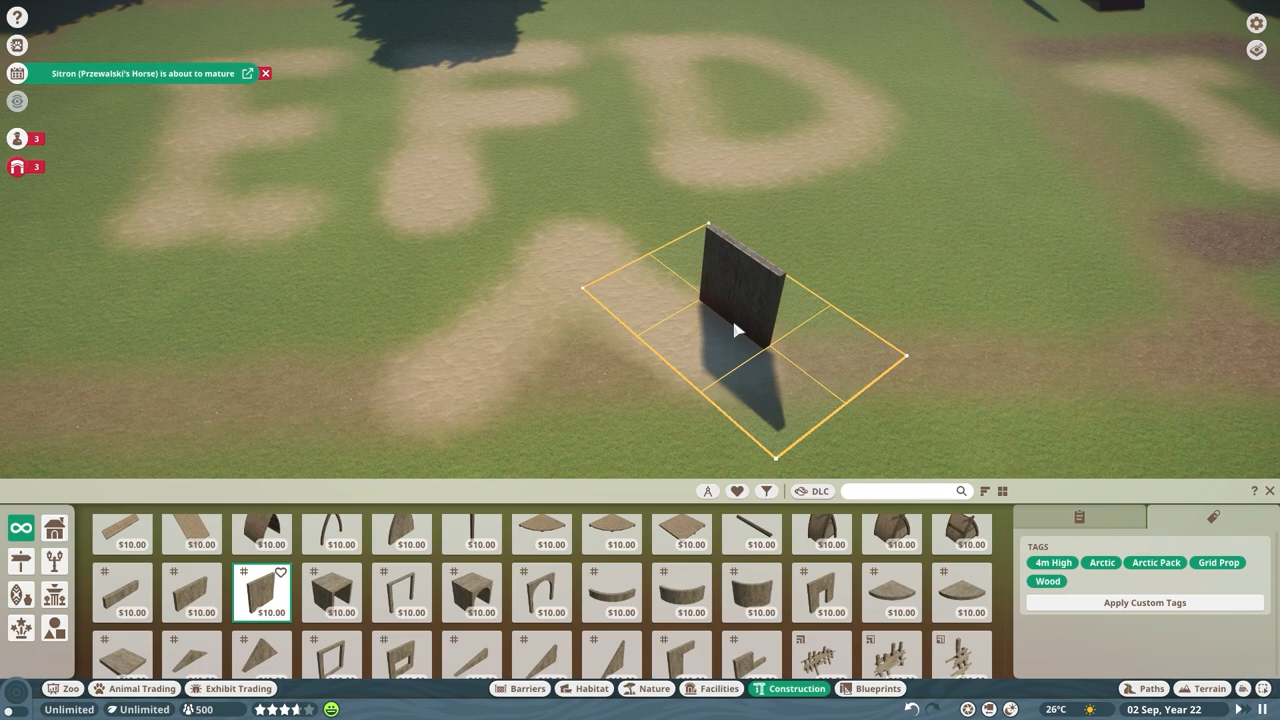 ?
Sitron (Przewalski's Horse) is about to mature
3
3
E F D
DLC
? ×
$10.00 $10.00 $10.00 $10.00 $10.00 $10.00 $10.00 $10.00 $10.00 $10.00 $10.00 $10.00 $10.00
$10.00 $10.00 $10.00 $10.00 $10.00 $10.00 $10.00 $10.00 $10.00 $10.00 $10.00 $10.00 $10.00
TAGS
4m High Arctic Arctic Pack Grid Prop
Wood
Apply Custom Tags
Zoo Animal Trading Exhibit Trading Barriers Habitat Nature Facilities Construction Blueprints Paths Terrain
Unlimited Unlimited 500 26°C 02 Sep, Year 22